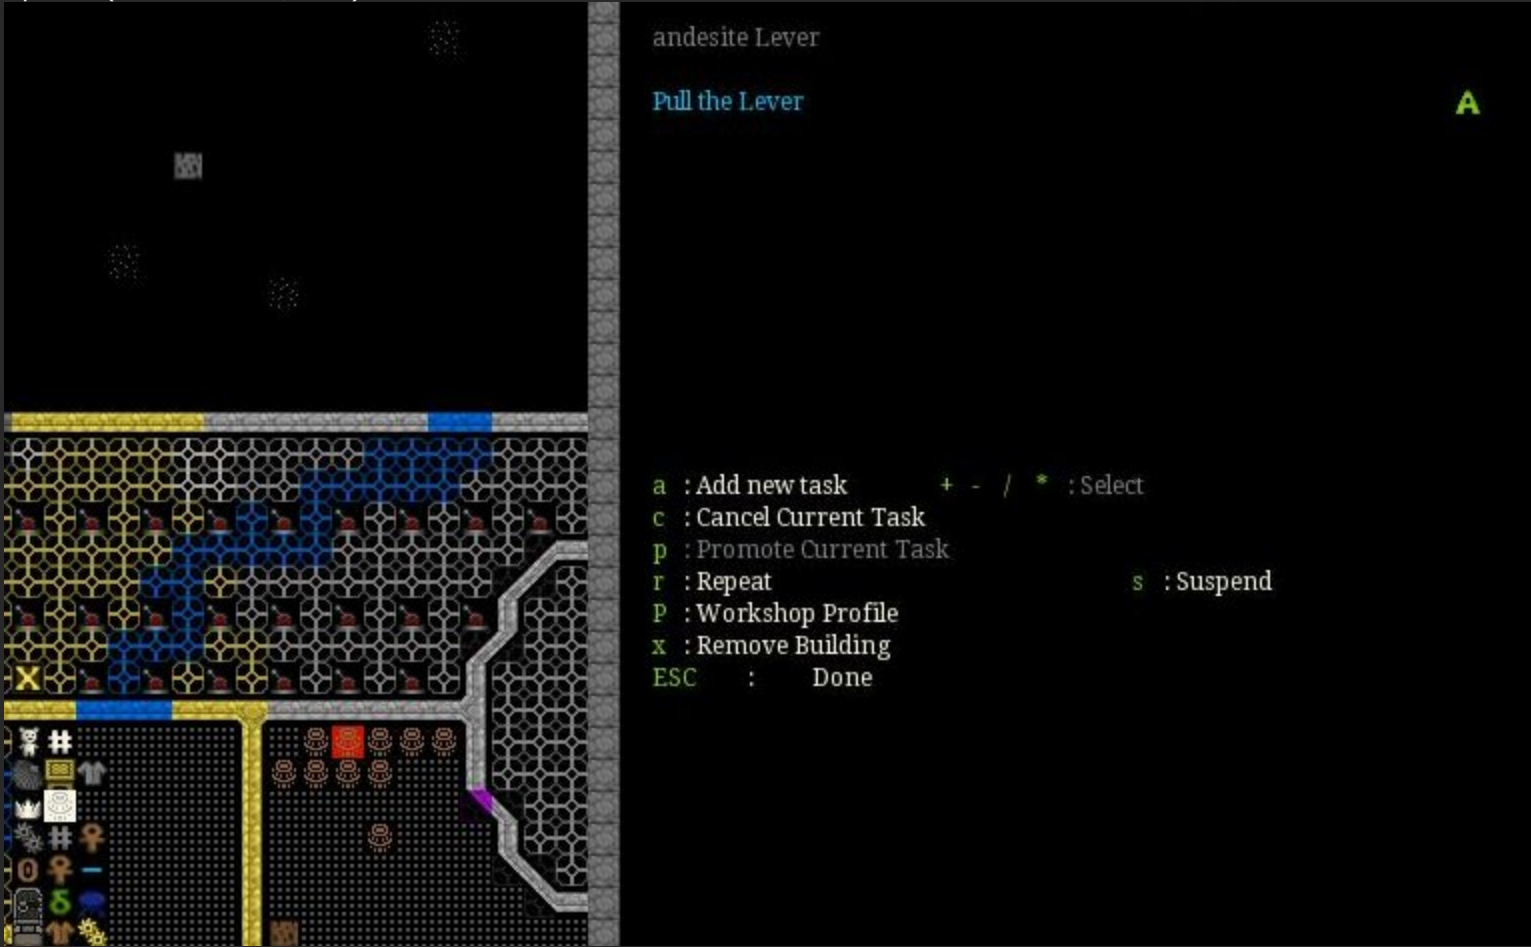 andesite Lever
Pull the Lever A
a : Add new task + - / * : Select
c : Cancel Current Task
p : Promote Current Task
r : Repeat s : Suspend
P : Workshop Profile
x : Remove Building
ESC : Done
X